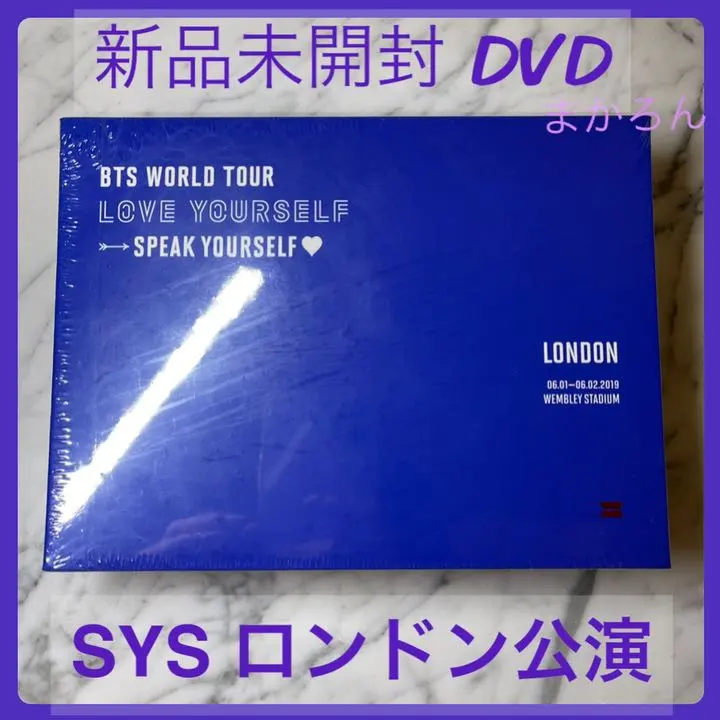 新品未開封 DVD
まかろん
BTS WORLD TOUR
LOVE YOURSELF
SPEAK YOURSELF
LONDON
06.01–06.02.2019
WEMBLEY STADIUM
SYS ロンドン公演